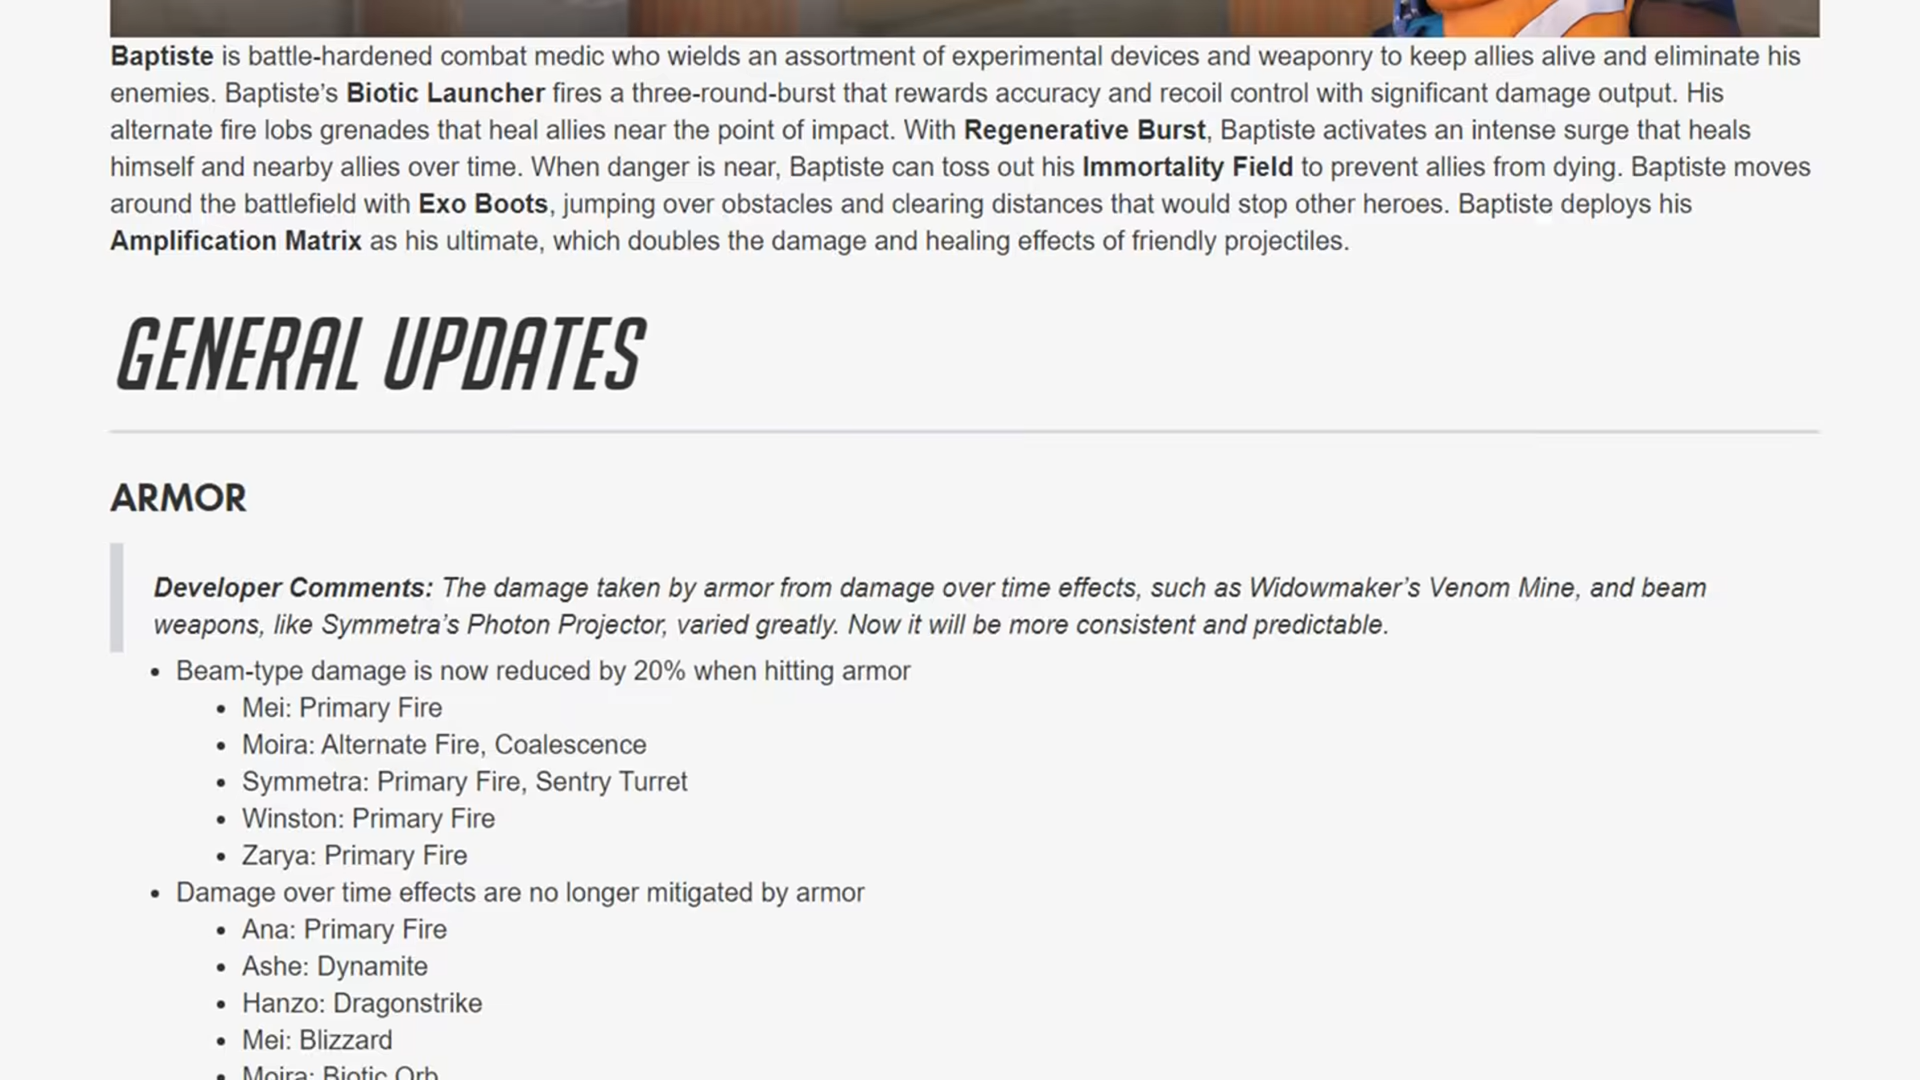 Baptiste is battle-hardened combat medic who wields an assortment of experimental devices and weaponry to keep allies alive and eliminate his
enemies. Baptiste’s Biotic Launcher fires a three-round-burst that rewards accuracy and recoil control with significant damage output. His
alternate fire lobs grenades that heal allies near the point of impact. With Regenerative Burst, Baptiste activates an intense surge that heals
himself and nearby allies over time. When danger is near, Baptiste can toss out his Immortality Field to prevent allies from dying. Baptiste moves
around the battlefield with Exo Boots, jumping over obstacles and clearing distances that would stop other heroes. Baptiste deploys his
Amplification Matrix as his ultimate, which doubles the damage and healing effects of friendly projectiles.
GENERAL UPDATES
ARMOR
Developer Comments: The damage taken by armor from damage over time effects, such as Widowmaker’s Venom Mine, and beam
weapons, like Symmetra’s Photon Projector, varied greatly. Now it will be more consistent and predictable.
• Beam-type damage is now reduced by 20% when hitting armor
• Mei: Primary Fire
• Moira: Alternate Fire, Coalescence
• Symmetra: Primary Fire, Sentry Turret
• Winston: Primary Fire
• Zarya: Primary Fire
• Damage over time effects are no longer mitigated by armor
• Ana: Primary Fire
• Ashe: Dynamite
• Hanzo: Dragonstrike
• Mei: Blizzard
• Moira: Biotic Orb